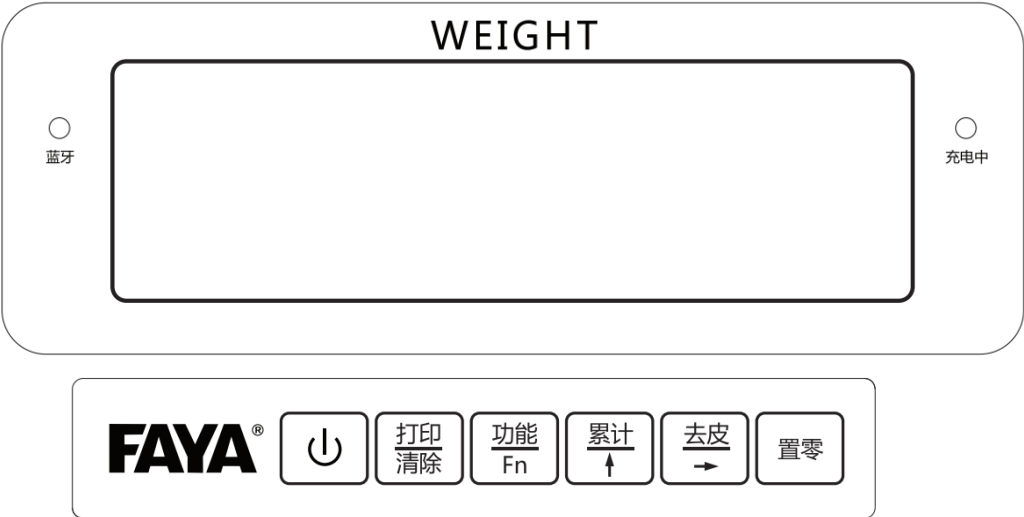 WEIGHT
蓝牙
充电中
FAYA®
打印
清除
功能
Fn
累计
↑
去皮
→
置零